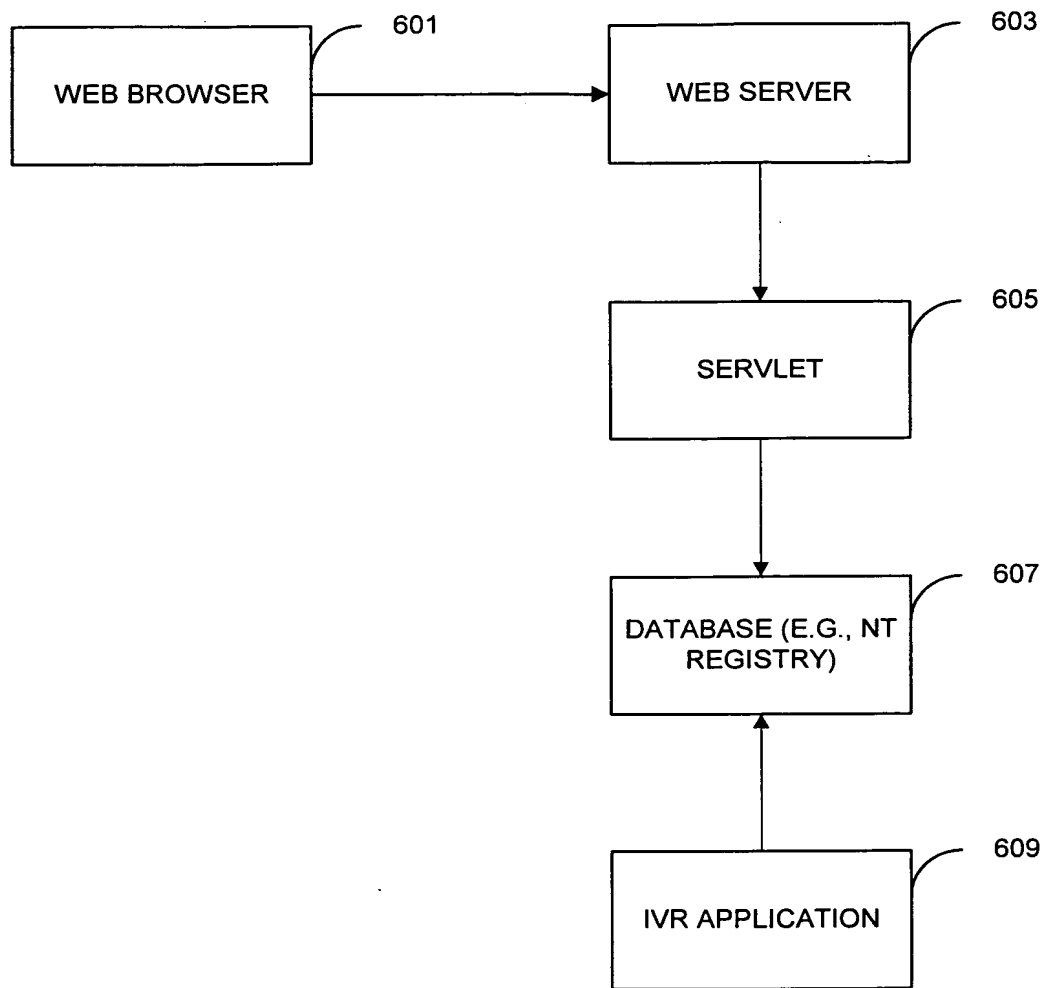 601
WEB BROWSER
603
WEB SERVER
605
SERVLET
607
DATABASE (E.G., NT
REGISTRY)
609
IVR APPLICATION